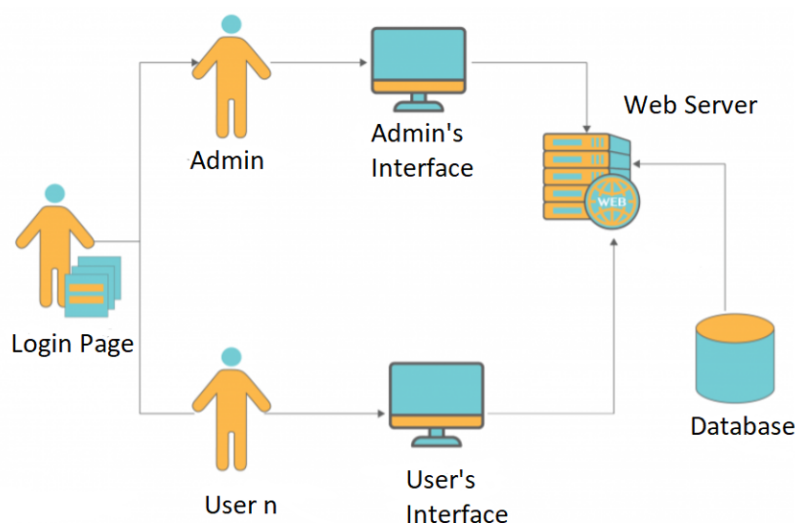 Web Server
WEB
Admin
Admin's
Interface
Login Page
User n
User's
Interface
Database